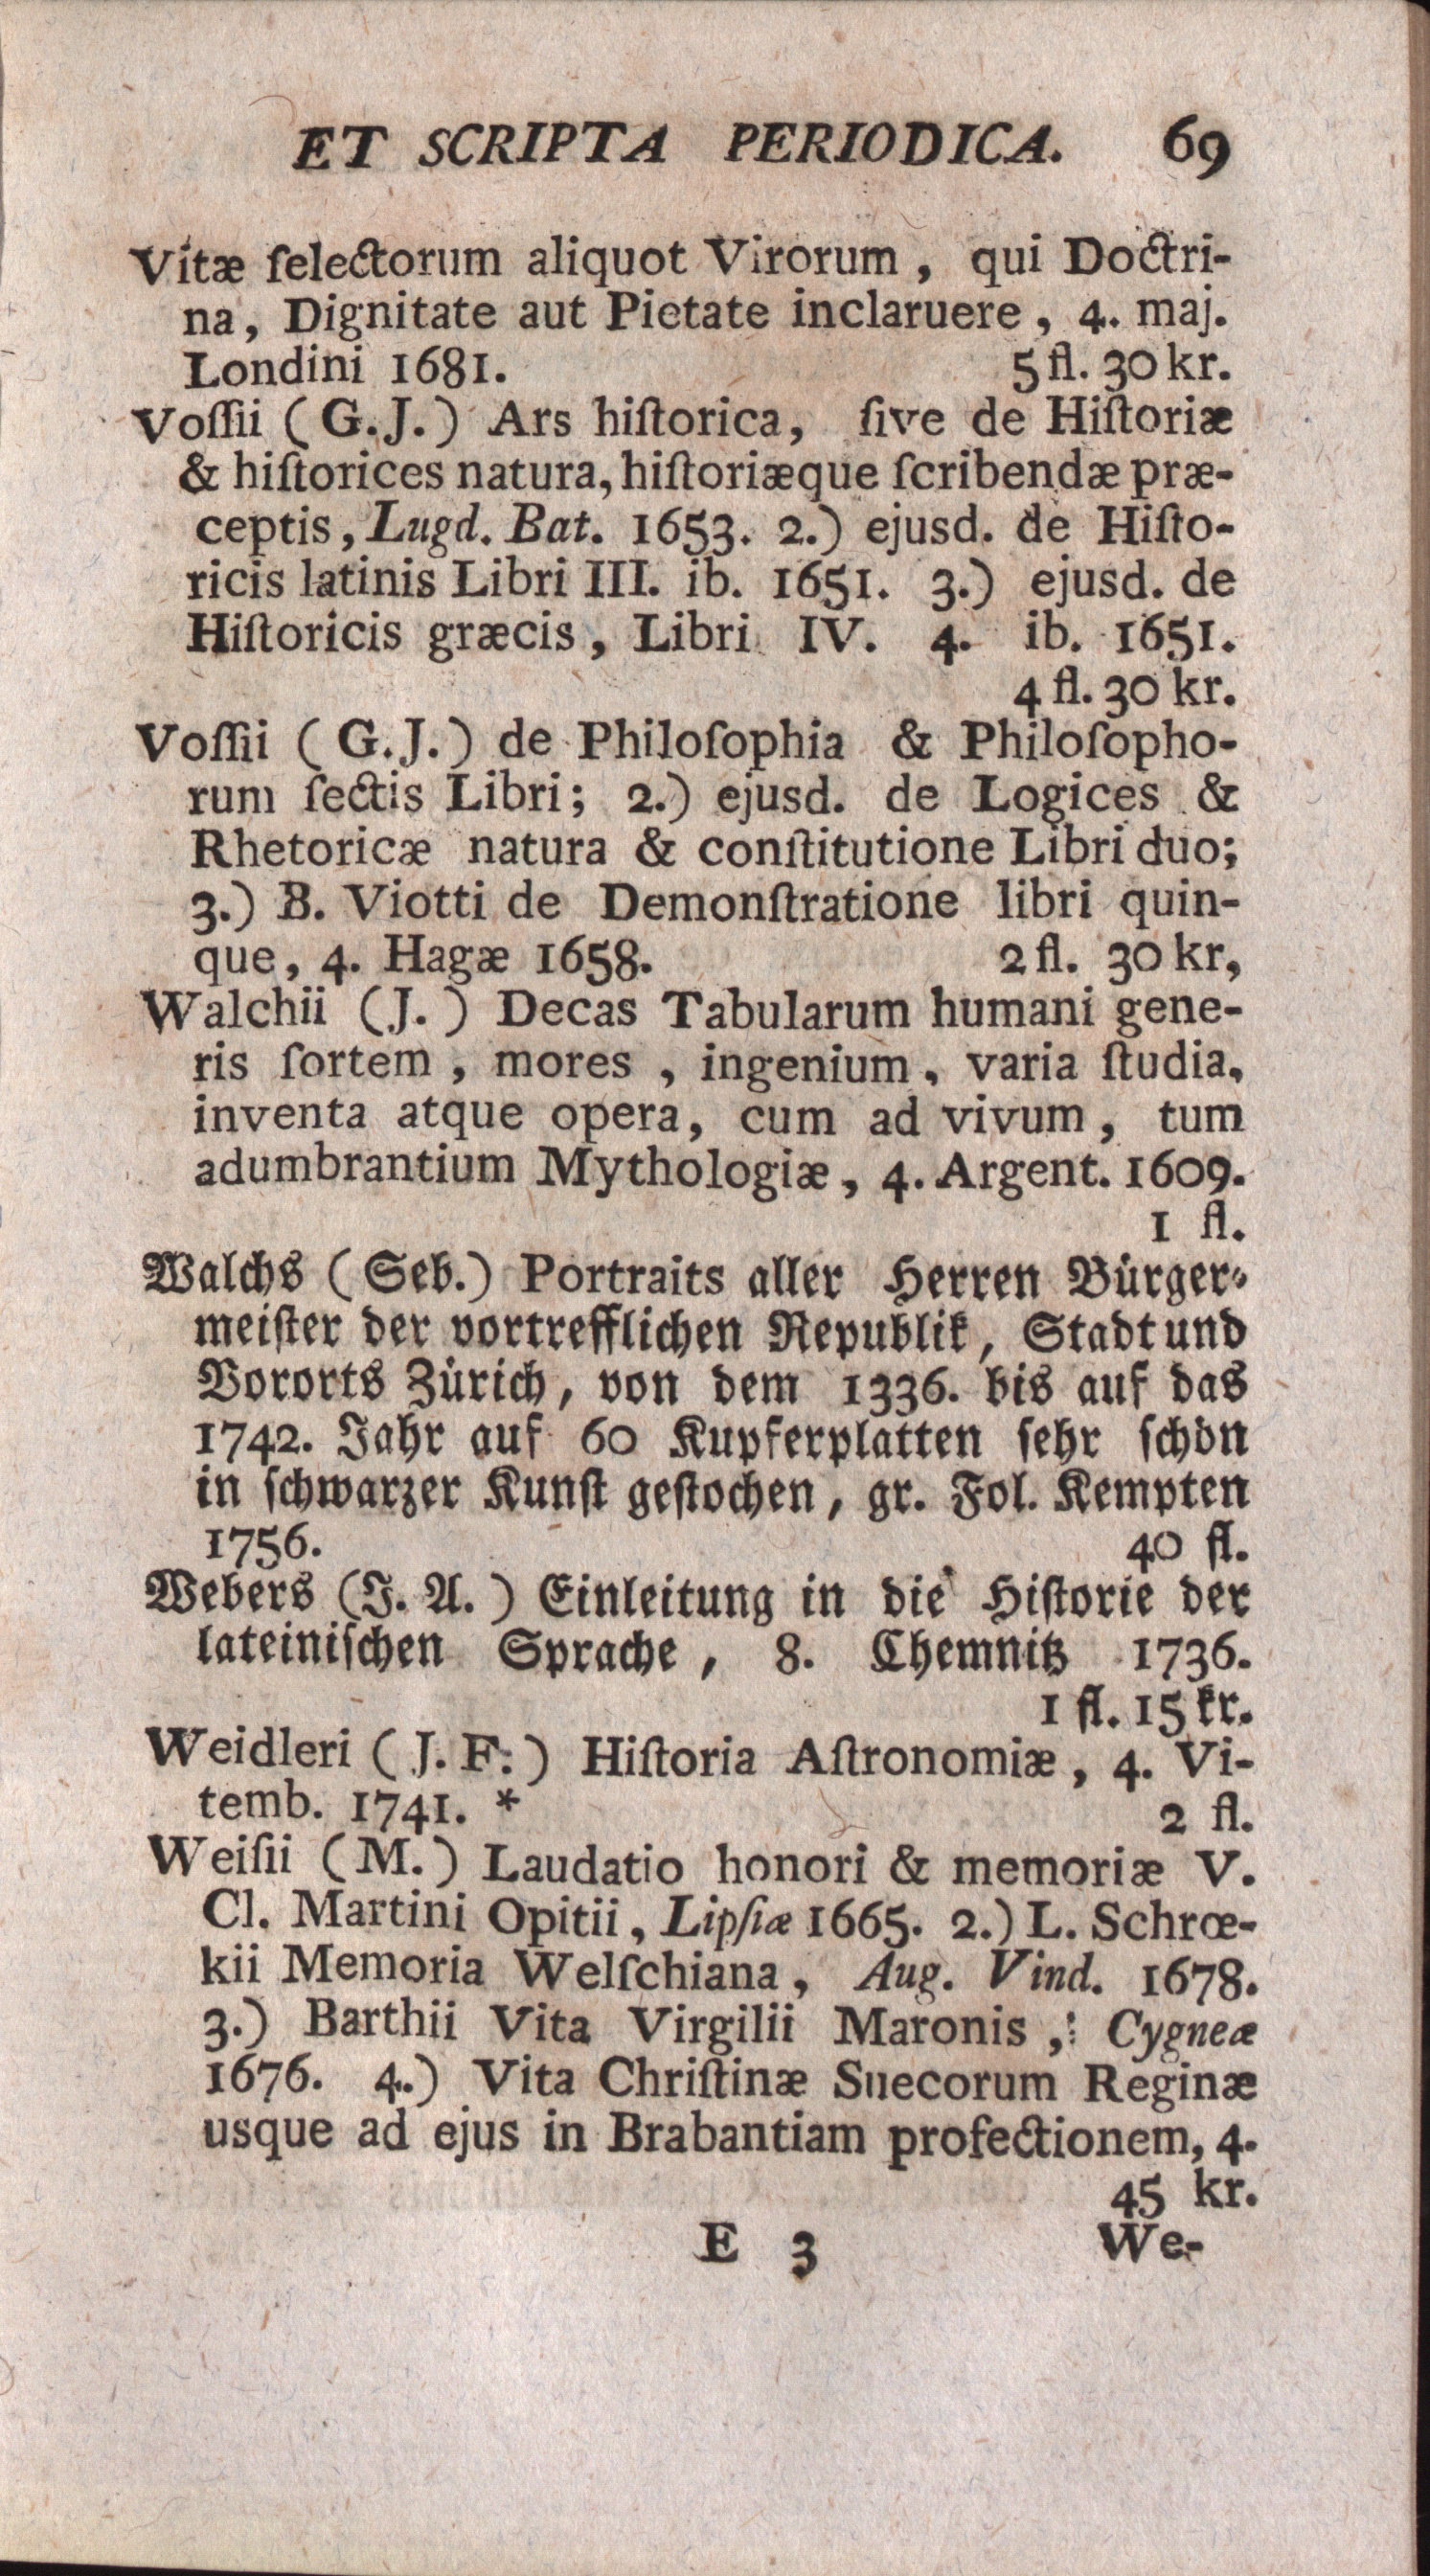 ET SCRIPTA PERIODICA. 69
Vitæ ſelectorum aliquot Virorum, qui Doctri-
na, Dignitate aut Pietate inclaruere, 4. maj.
Londini 1681. 5 fl. 30 kr.
Voſſii (G. J.) Ars hiſtorica, ſive de Hiſtoriæ
& hiſtorices natura, hiſtoriæque ſcribendæ præ-
ceptis, Lugd. Bat. 1653. 2.) ejusd. de Hiſto-
ricis latinis Libri III. ib. 1651. 3.) ejusd. de
Hiſtoricis græcis, Libri IV. 4. ib. 1651.
4 fl. 30 kr.
Voſſii (G. J.) de Philoſophia & Philoſopho-
rum ſectis Libri; 2.) ejusd. de Logices &
Rhetoricæ natura & conſtitutione Libri duo;
3.) B. Viotti de Demonſtratione libri quin-
que, 4. Hagæ 1658. 2 fl. 30 kr,
Walchii (J.) Decas Tabularum humani gene-
ris ſortem, mores, ingenium, varia ſtudia,
inventa atque opera, cum ad vivum, tum
adumbrantium Mythologiæ, 4. Argent. 1609.
1 fl.
Walchs (Seb.) Portraits aller Herren Bürger-
meiſter der vortrefflichen Republik, Stadt und
Vororts Zürich, von dem 1336. bis auf das
1742. Jahr auf 60 Kupferplatten ſehr ſchön
in ſchwarzer Kunſt geſtochen, gr. Fol. Kempten
1756. 40 fl.
Webers (J. A.) Einleitung in die Hiſtorie der
lateiniſchen Sprache, 8. Chemnitz 1736.
1 fl. 15 kr.
Weidleri (J. F.) Hiſtoria Aſtronomiæ, 4. Vi-
temb. 1741. * 2 fl.
Weiſii (M.) Laudatio honori & memoriæ V.
Cl. Martini Opitii, Lipſiæ 1665. 2.) L. Schrœ-
kii Memoria Welſchiana, Aug. Vind. 1678.
3.) Barthii Vita Virgilii Maronis, Cygneæ
1676. 4.) Vita Chriſtinæ Suecorum Reginæ
usque ad ejus in Brabantiam profectionem, 4.
45 kr.
E 3 We-